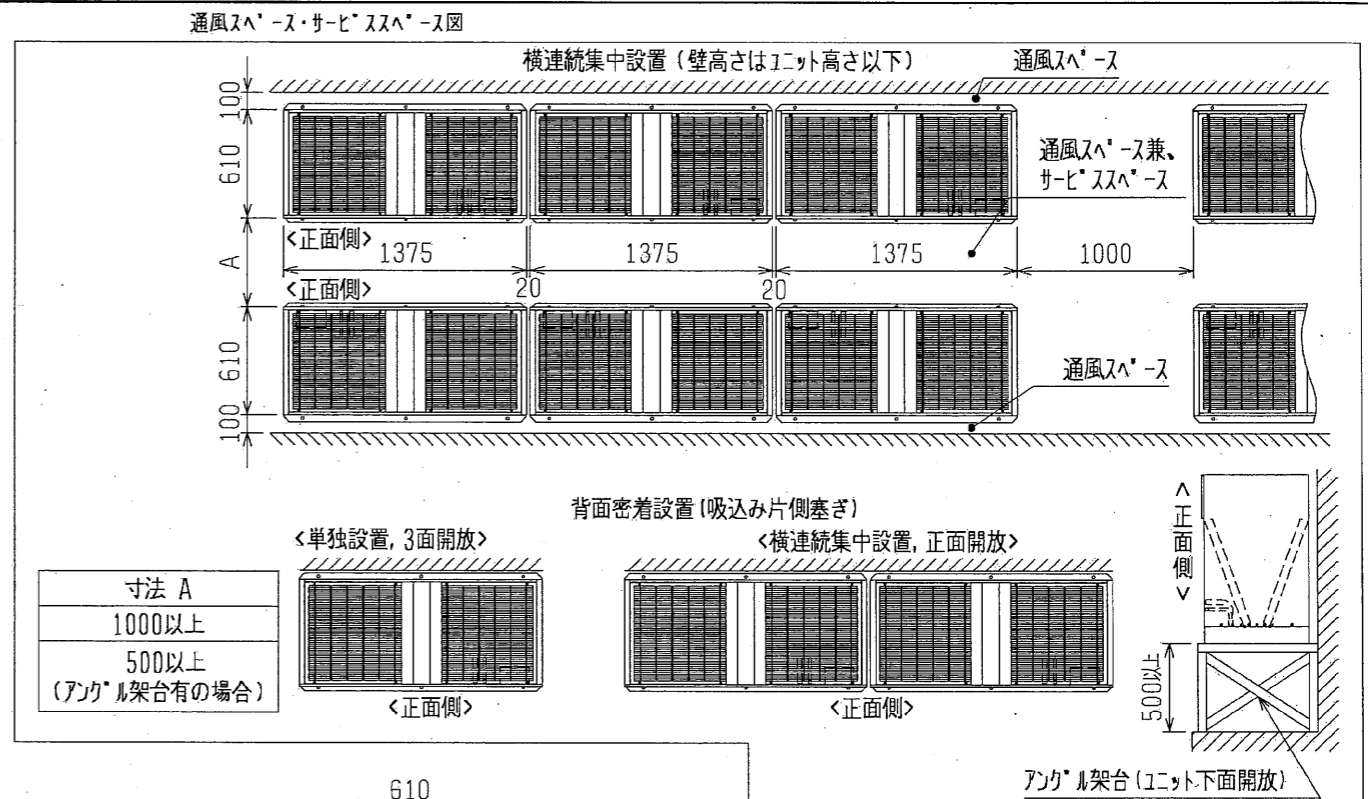 通風スペース・サービススペース図
横連続集中設置(壁高さはユニット高さ以下)
通風スペース
100
610
A
610
100
通風スペース兼、
サービススペース
<正面側>
1375
1375
1375
1000
<正面側>
20
20
通風スペース
背面密着設置(吸込み片側塞ぎ)
<単独設置, 3面開放>
<横連続集中設置, 正面開放>
<正面側>
寸法 A
1000以上
500以上
(アングル架台有の場合)
<正面側>
<正面側>
500以上
アングル架台(ユニット下面開放)
610